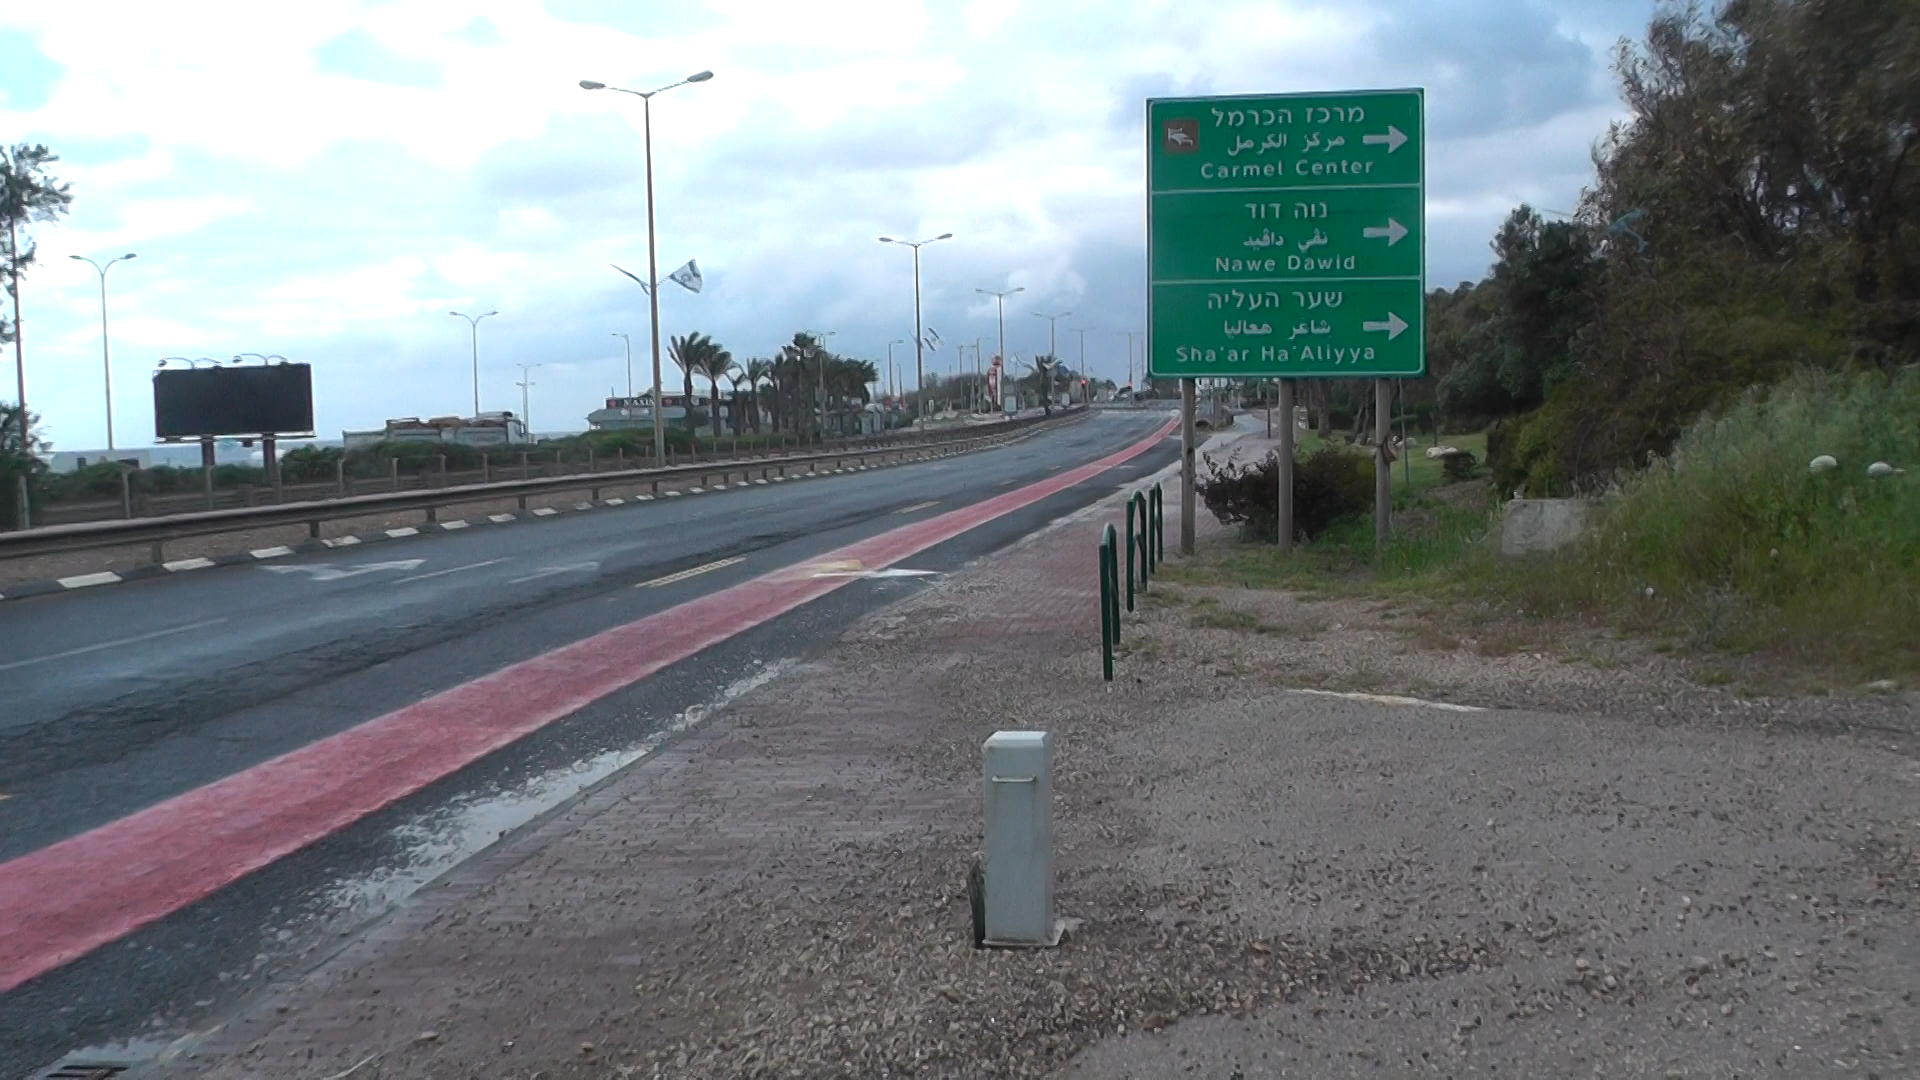 מרכז הכרמל
مركز الكرمل
Carmel Center
נוה דוד
نڤي داڤيد
Nawe Dawid
שער העליה
شاعر هعاليا
Sha'ar Ha'Aliyya